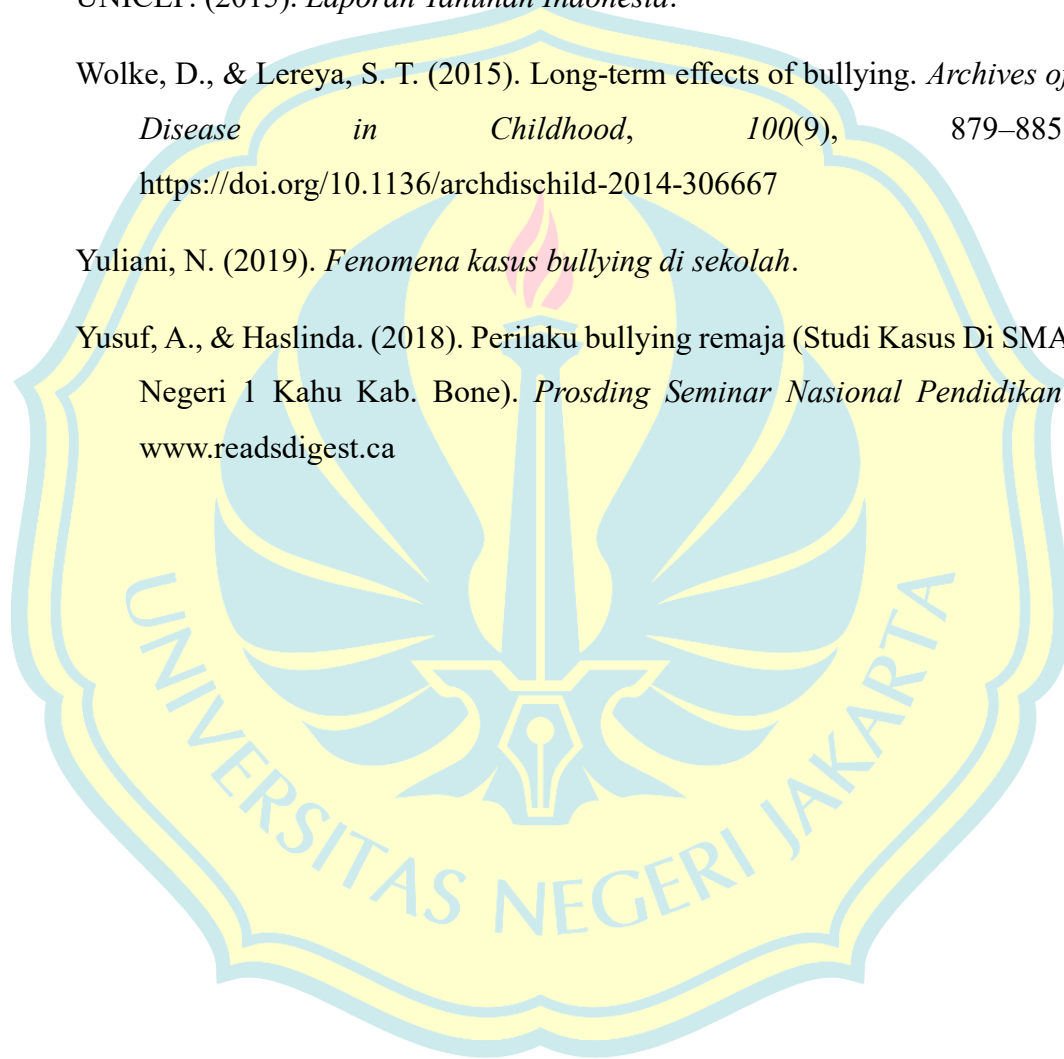 UNICEF. (2015). Laporan Tahunan Indonesia.
Wolke, D., & Lereya, S. T. (2015). Long-term effects of bullying. Archives of
Disease in Childhood, 100(9), 879–885
https://doi.org/10.1136/archdischild-2014-306667
Yuliani, N. (2019). Fenomena kasus bullying di sekolah.
Yusuf, A., & Haslinda. (2018). Perilaku bullying remaja (Studi Kasus Di SMA
Negeri 1 Kahu Kab. Bone). Prosding Seminar Nasional Pendidikan
www.readsdigest.ca
UNIVERSITAS NEGERI JAKARTA